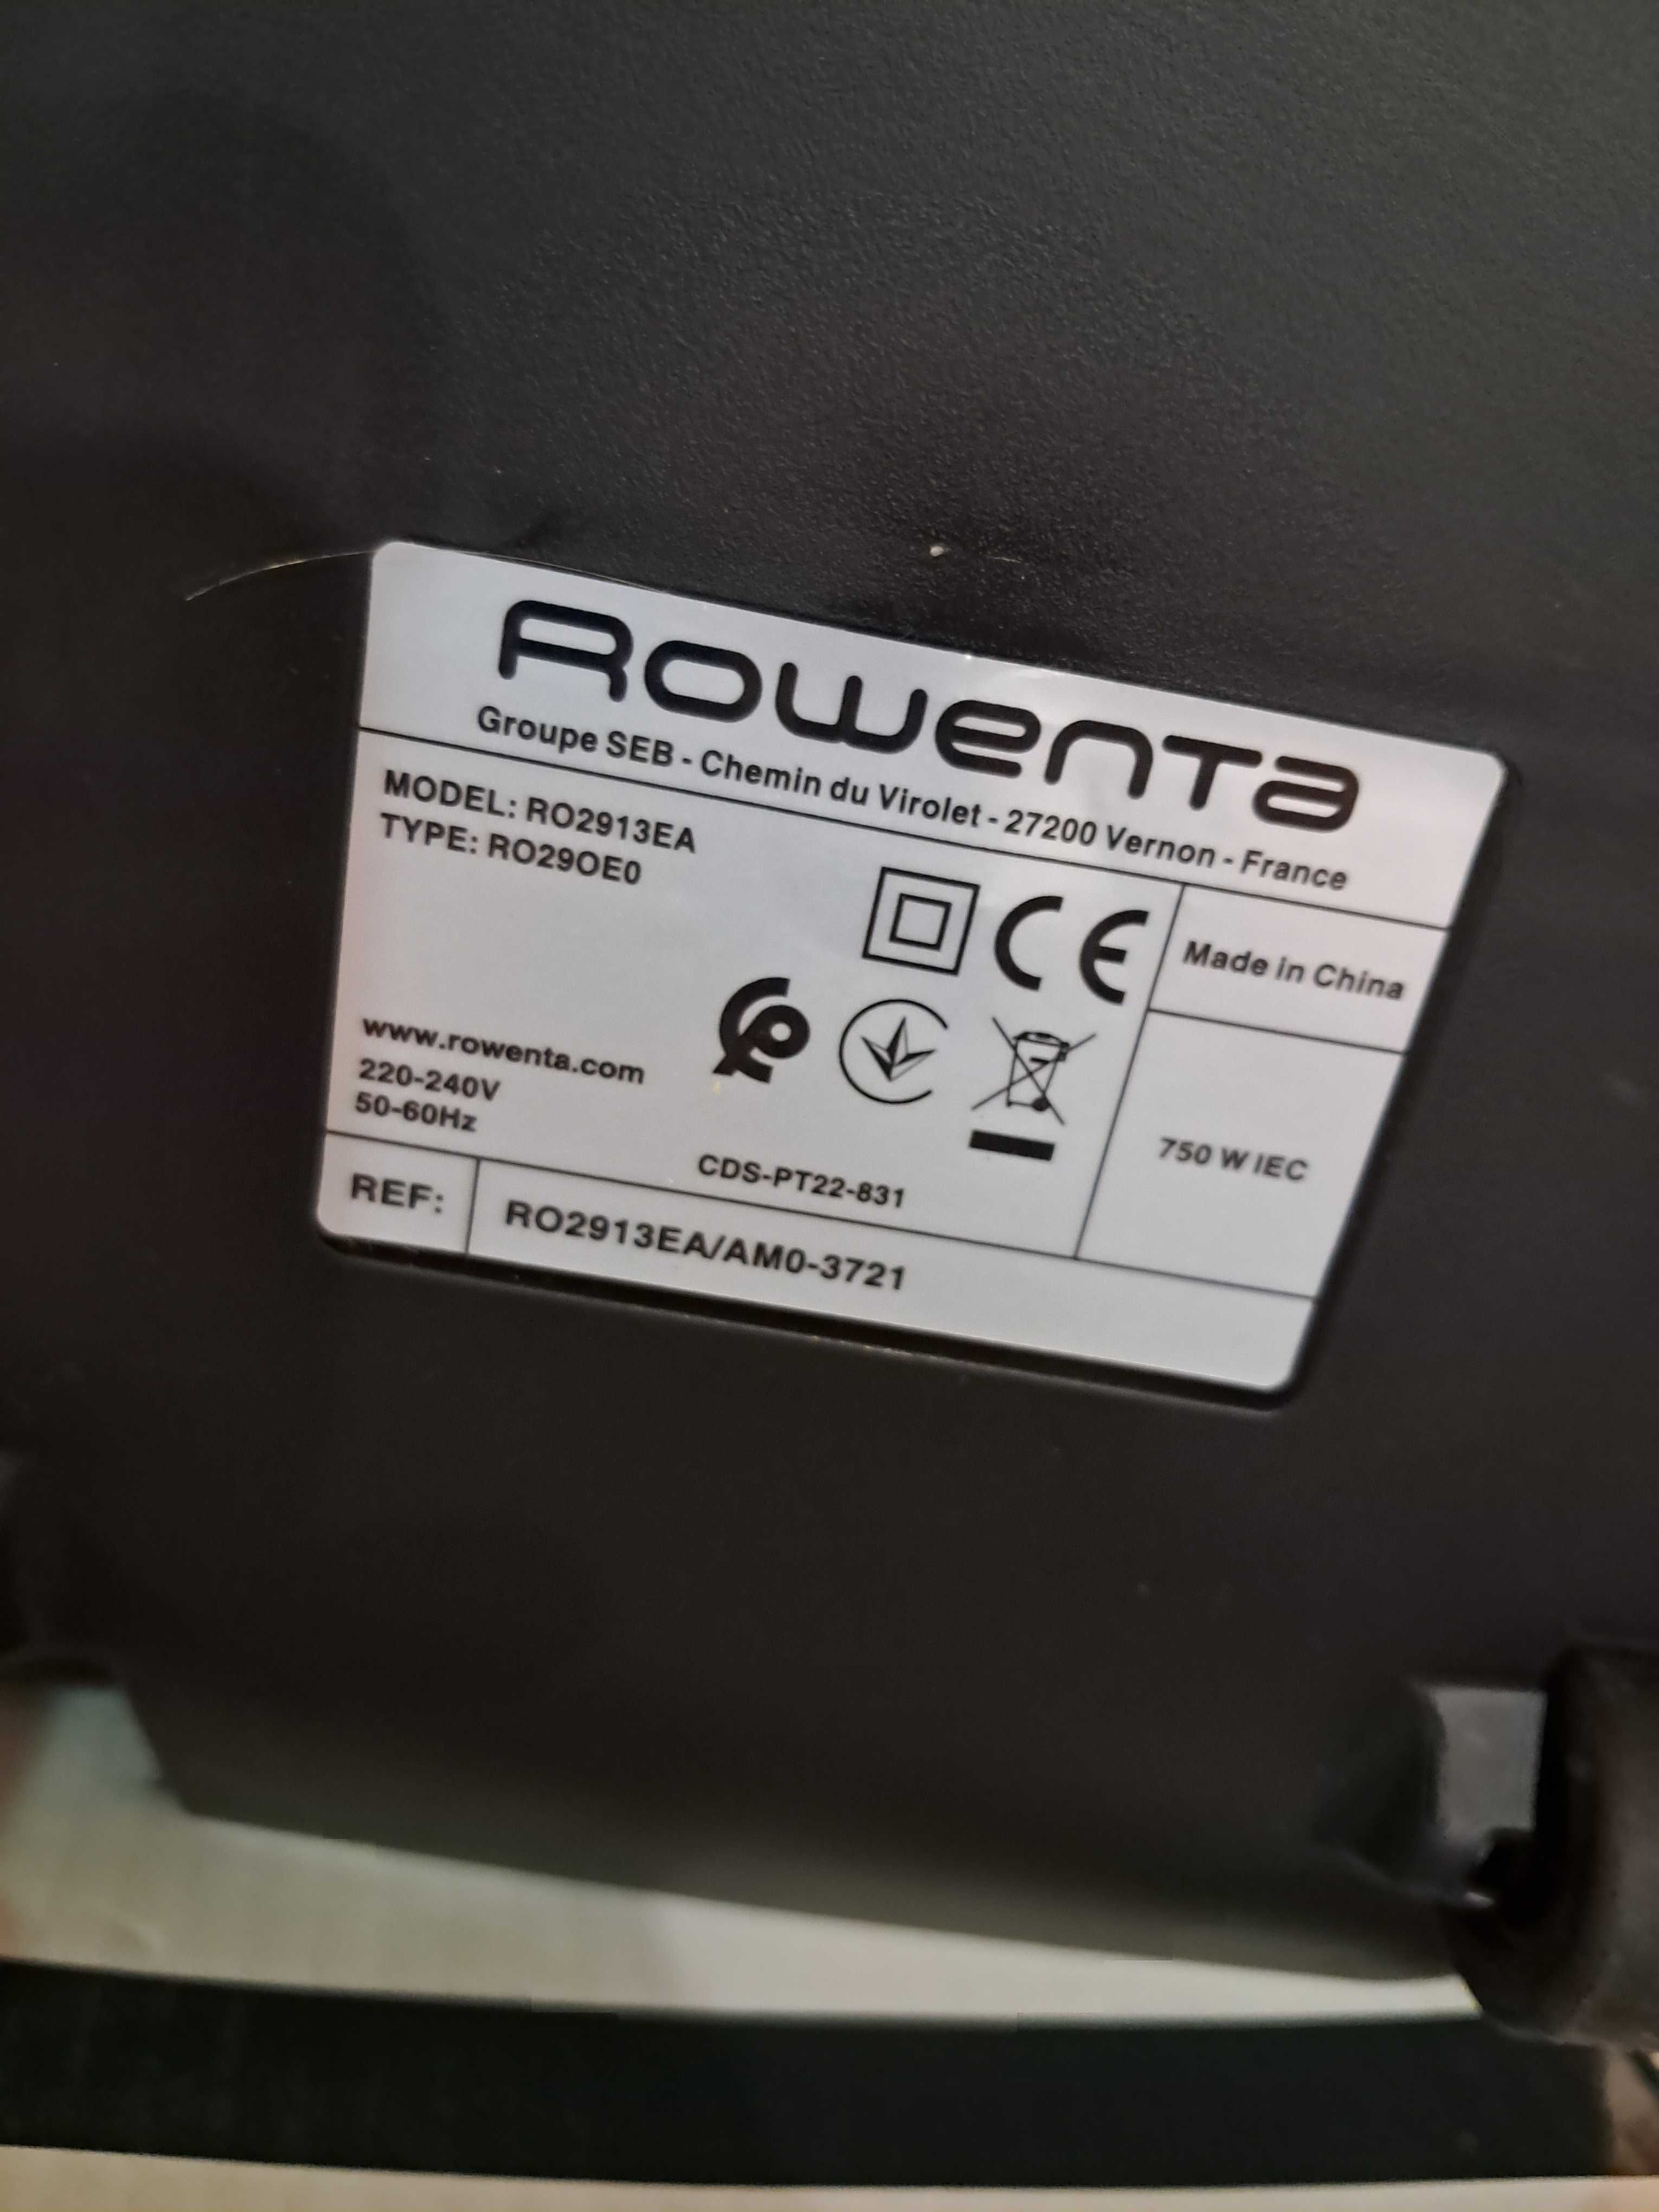 Rowenta
Groupe SEB - Chemin du Virolet - 27200 Vernon - France
MODEL: RO2913EA
TYPE: RO29OE0
CE
Made in China
www.rowenta.com
220-240V
50-60Hz
750 W IEC
CDS-PT22-831
REF: RO2913EA/AM0-3721